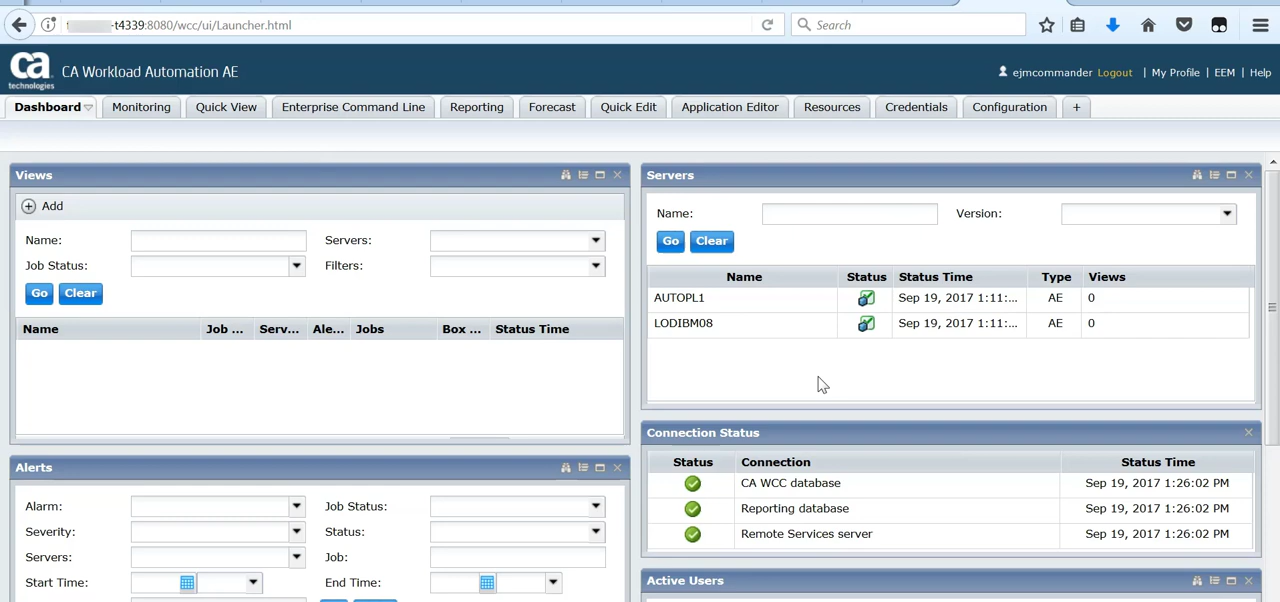 -t4339:8080/wcc/ui/Launcher.html
Search
ca technologies
CA Workload Automation AE
ejmcommander Logout | My Profile | EEM | Help
Dashboard Monitoring Quick View Enterprise Command Line Reporting Forecast Quick Edit Application Editor Resources Credentials Configuration +
Views
Add
Name: Servers:
Job Status: Filters:
Go Clear
Name Job ... Serv... Ale... Jobs Box ... Status Time
Alerts
Alarm: Job Status:
Severity: Status:
Servers: Job:
Start Time: End Time:
Servers
Name: Version:
Go Clear
Name Status Status Time Type Views
AUTOPL1 Sep 19, 2017 1:11:... AE 0
LODIBM08 Sep 19, 2017 1:11:... AE 0
Connection Status
Status Connection Status Time
CA WCC database Sep 19, 2017 1:26:02 PM
Reporting database Sep 19, 2017 1:26:02 PM
Remote Services server Sep 19, 2017 1:26:02 PM
Active Users